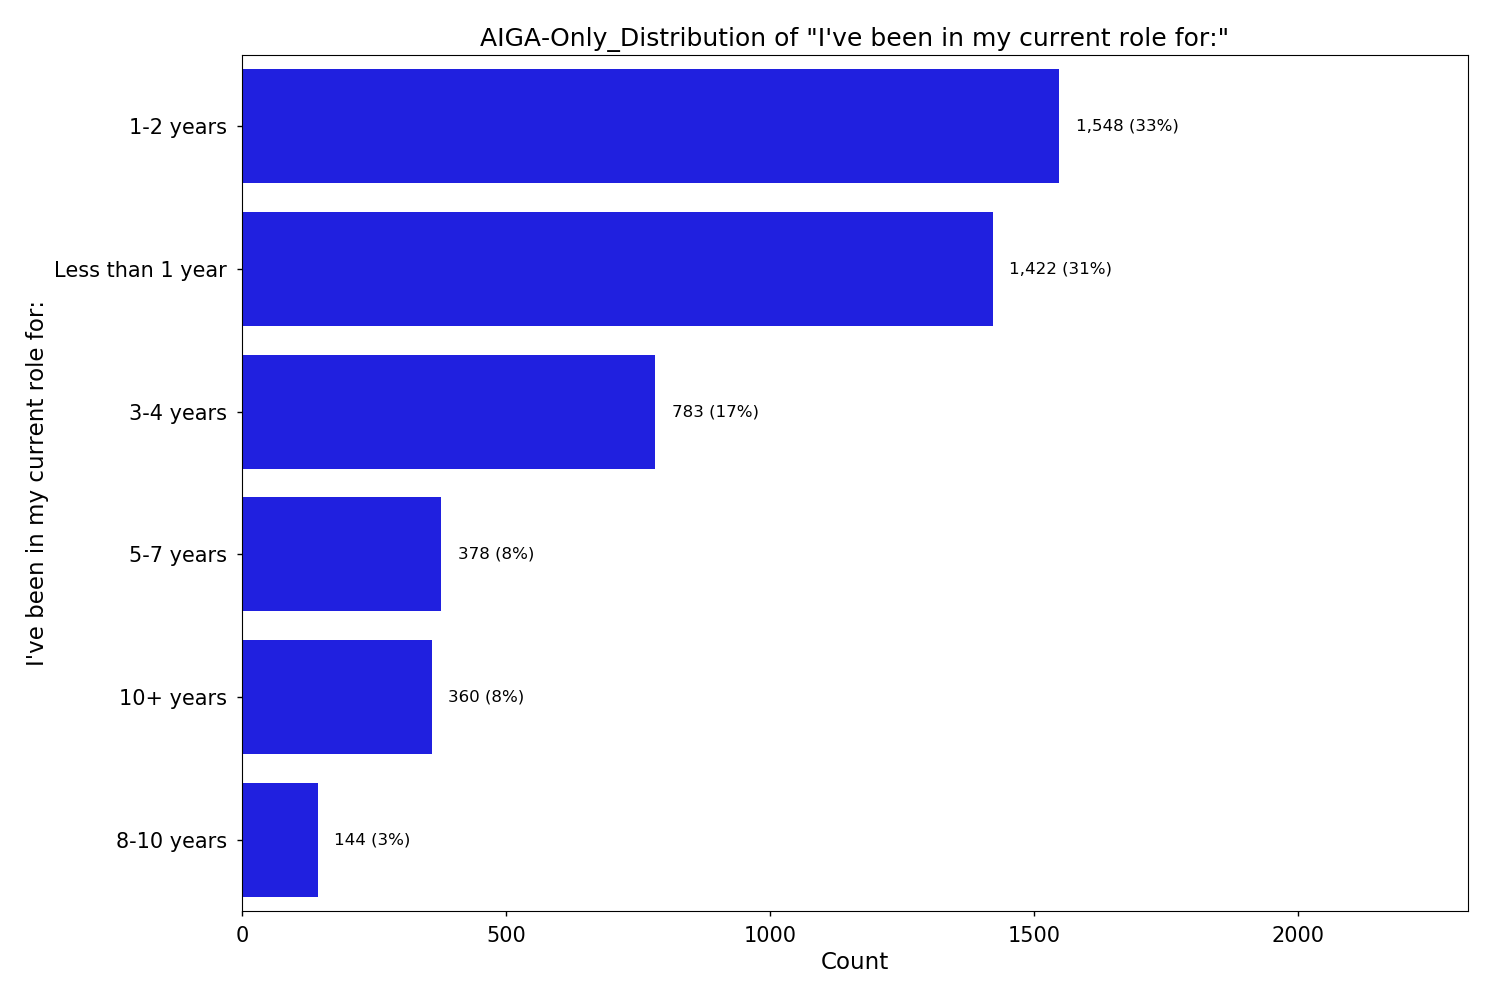 AIGA-Only_Distribution of "I've been in my current role for:"
I've been in my current role for:
1-2 years
1,548 (33%)
Less than 1 year
1,422 (31%)
3-4 years
783 (17%)
5-7 years
378 (8%)
10+ years
360 (8%)
8-10 years
144 (3%)
0 500 1000 1500 2000
Count